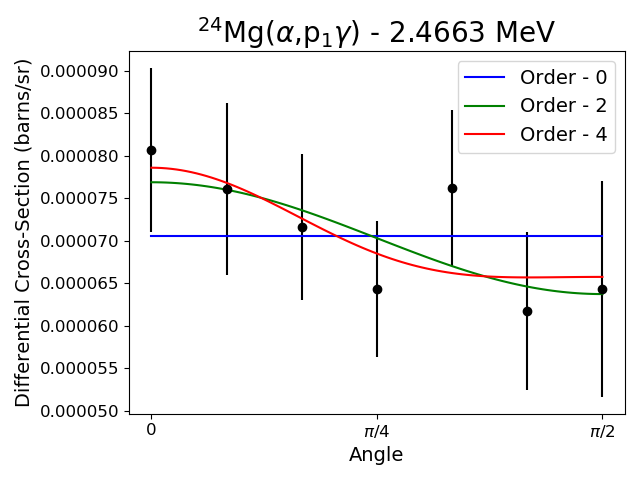 ²⁴Mg(α,p₁γ) - 2.4663 MeV
Order - 0
Order - 2
Order - 4
Differential Cross-Section (barns/sr)
0.000090
0.000085
0.000080
0.000075
0.000070
0.000065
0.000060
0.000055
0.000050
0
π/4
π/2
Angle